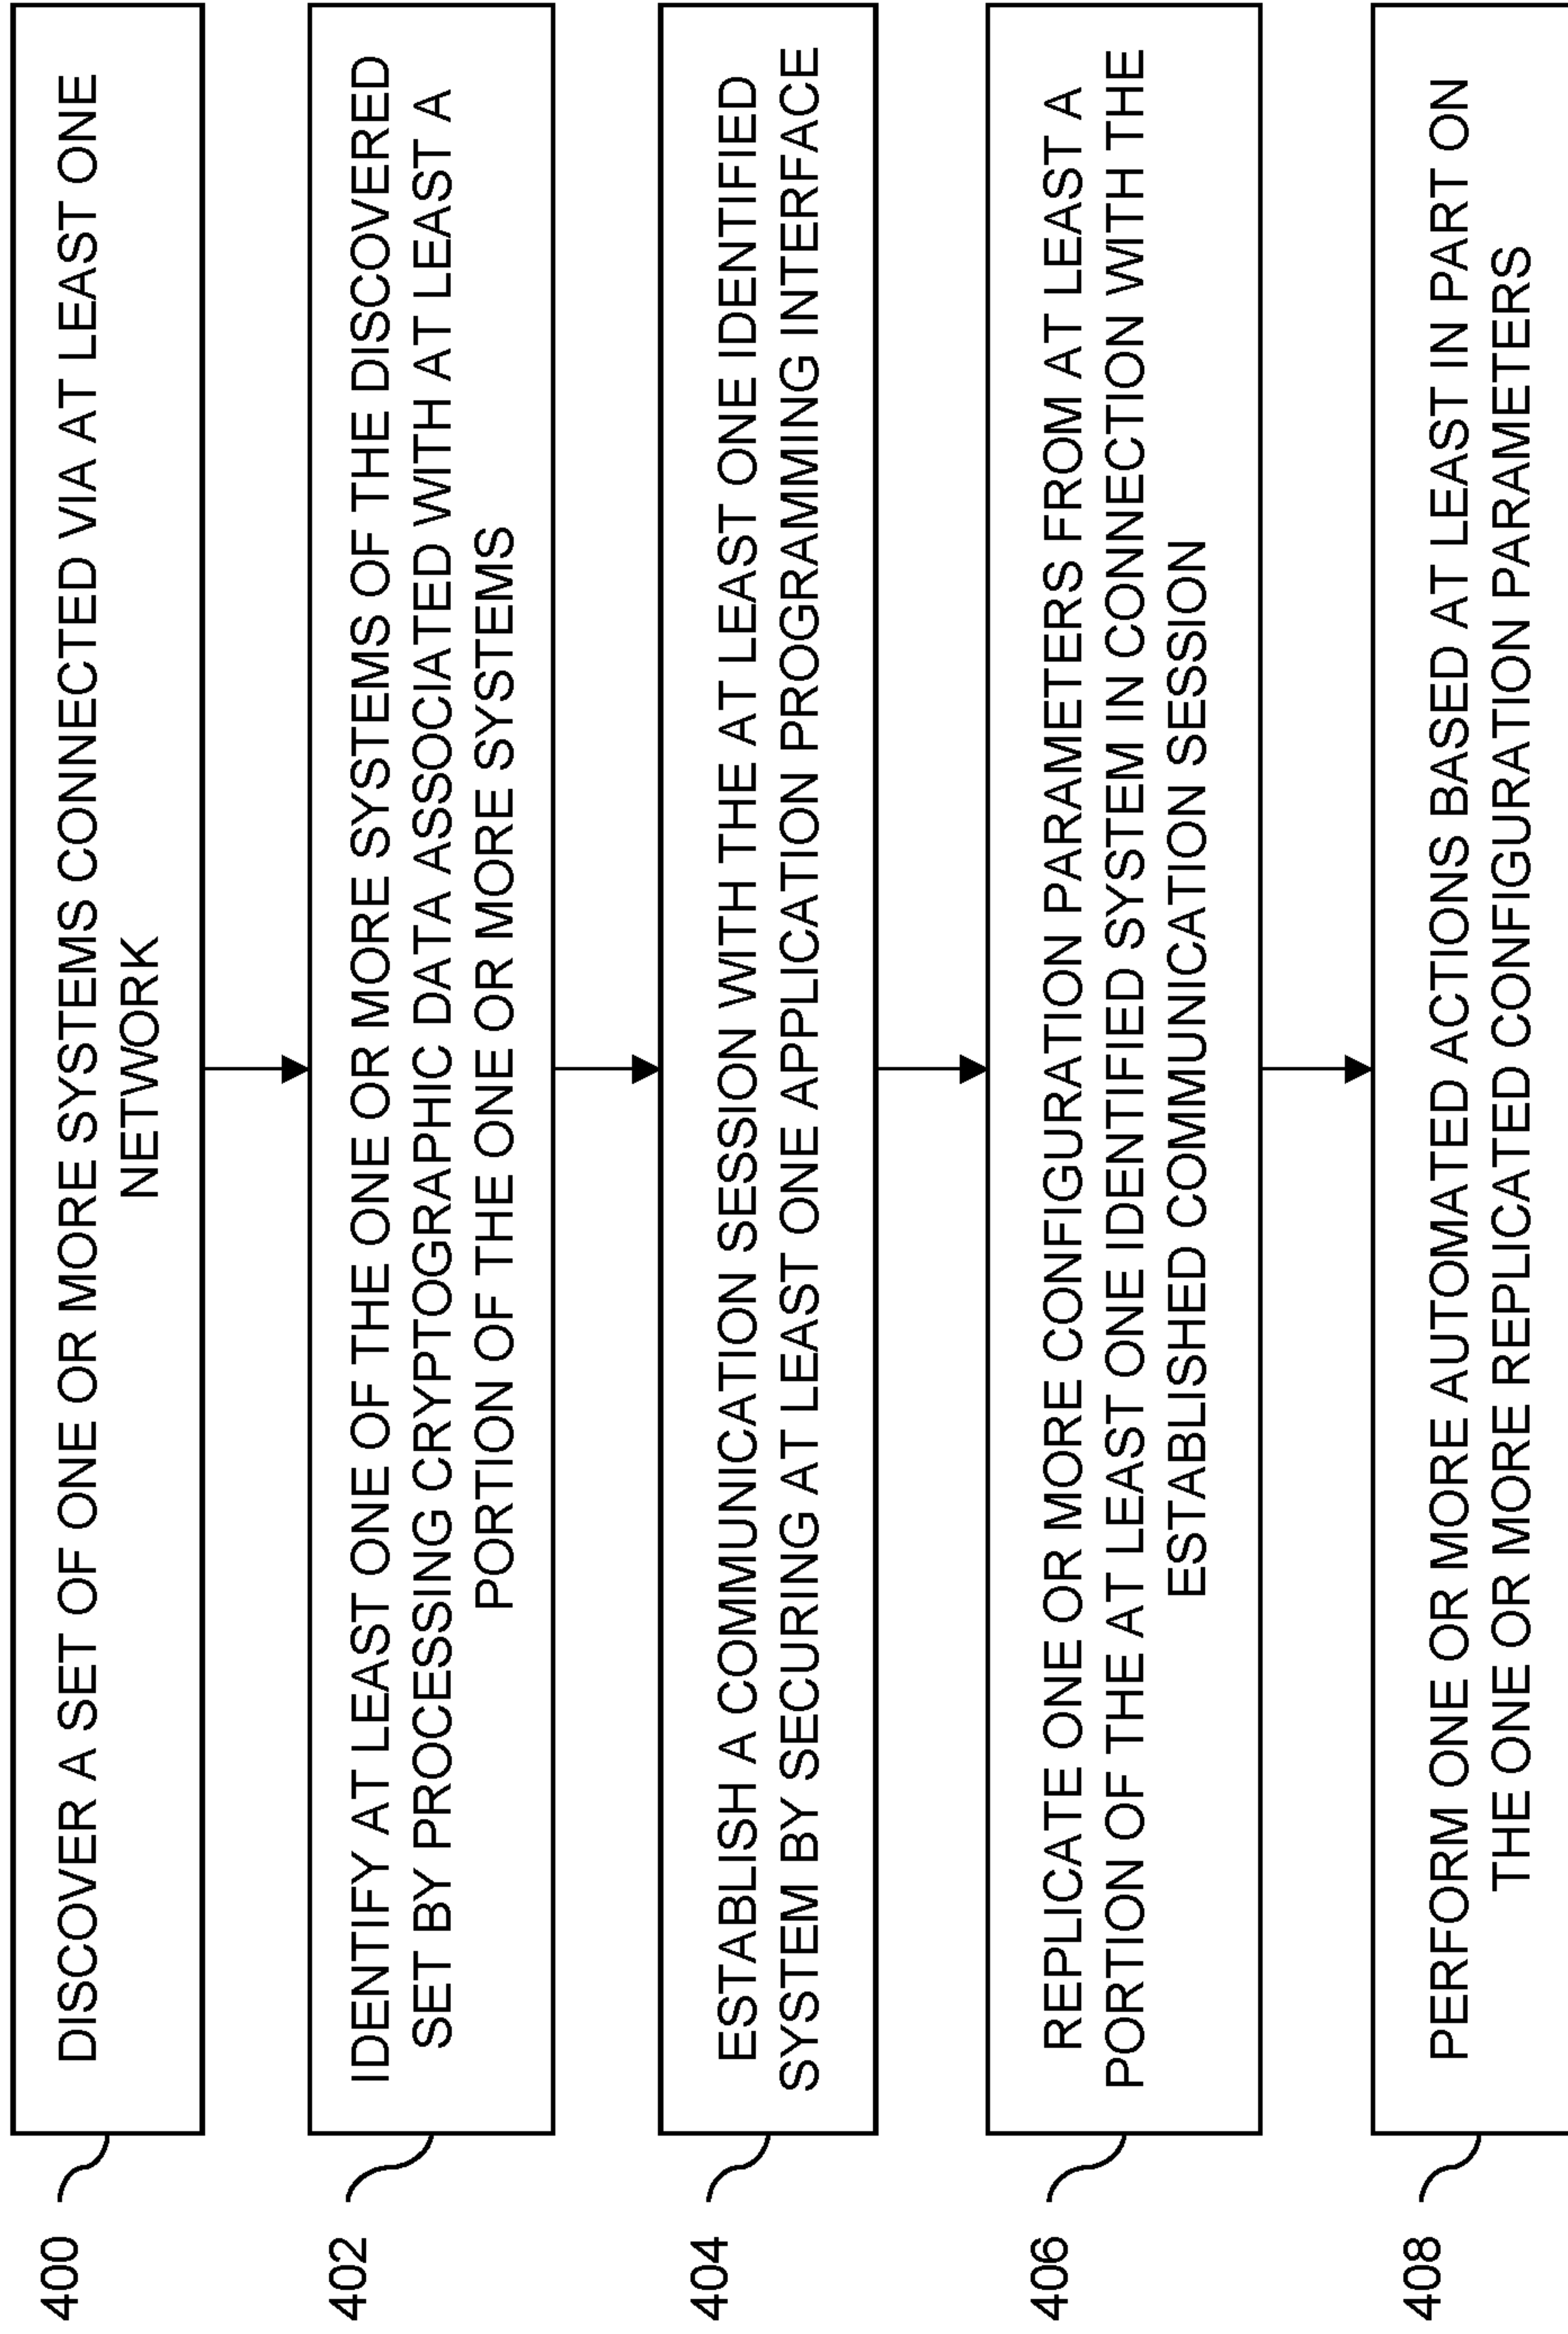 400
DISCOVER A SET OF ONE OR MORE SYSTEMS CONNECTED VIA AT LEAST ONE
NETWORK
402
IDENTIFY AT LEAST ONE OF THE ONE OR MORE SYSTEMS OF THE DISCOVERED
SET BY PROCESSING CRYPTOGRAPHIC DATA ASSOCIATED WITH AT LEAST A
PORTION OF THE ONE OR MORE SYSTEMS
404
ESTABLISH A COMMUNICATION SESSION WITH THE AT LEAST ONE IDENTIFIED
SYSTEM BY SECURING AT LEAST ONE APPLICATION PROGRAMMING INTERFACE
406
REPLICATE ONE OR MORE CONFIGURATION PARAMETERS FROM AT LEAST A
PORTION OF THE AT LEAST ONE IDENTIFIED SYSTEM IN CONNECTION WITH THE
ESTABLISHED COMMUNICATION SESSION
408
PERFORM ONE OR MORE AUTOMATED ACTIONS BASED AT LEAST IN PART ON
THE ONE OR MORE REPLICATED CONFIGURATION PARAMETERS